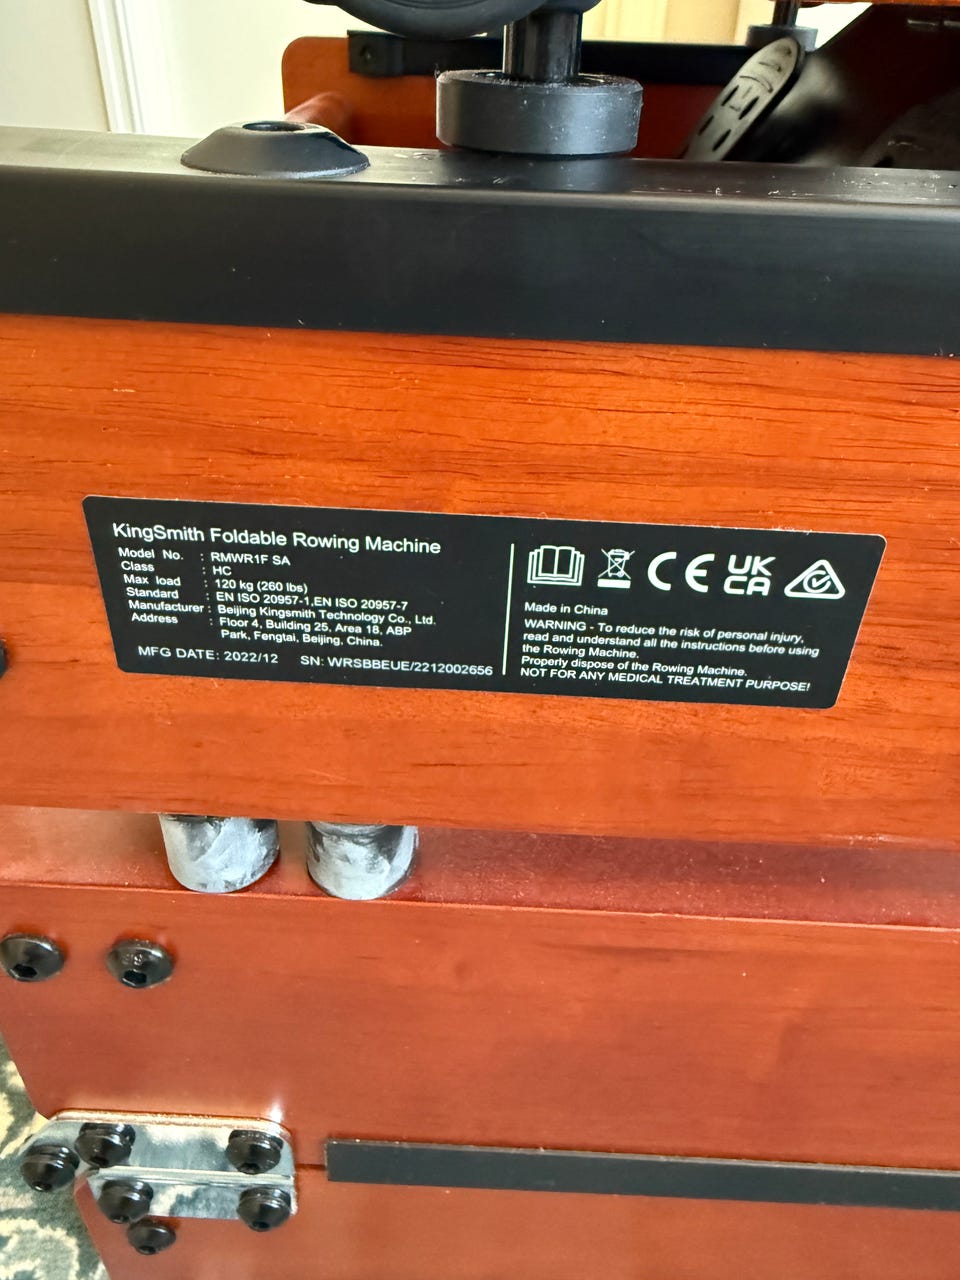 KingSmith Foldable Rowing Machine
Model No. : RMWR1F SA
Class : HC
Max load : 120 kg (260 lbs)
Standard : EN ISO 20957-1,EN ISO 20957-7
Manufacturer : Beijing Kingsmith Technology Co., Ltd.
Address : Floor 4, Building 25, Area 18, ABP
Park, Fengtai, Beijing, China.
MFG DATE: 2022/12 SN: WRSBBEUE/2212002656
CE UK
CA
Made in China
WARNING - To reduce the risk of personal injury,
read and understand all the instructions before using
the Rowing Machine.
Properly dispose of the Rowing Machine.
NOT FOR ANY MEDICAL TREATMENT PURPOSE!